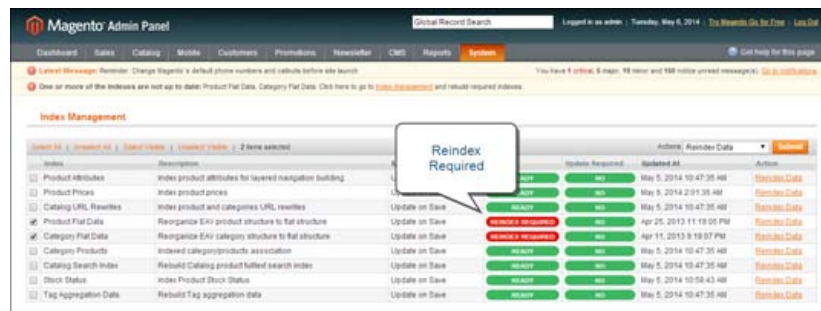 Magento Admin Panel
Global Record Search
Logged in as admin | Tuesday, May 6, 2014 | Try Magento Go for Free | Log Out
Dashboard Sales Catalog Mobile Customers Promotions Newsletter CMS Reports System
Get help for this page
Latest Message: Reminder: Change Magento's default phone numbers and callouts before site launch
You have 1 critical, 5 major, 19 minor and 168 notice unread message(s). Go to notifications
One or more of the Indexes are not up to date: Product Flat Data, Category Flat Data. Click here to go to Index Management and rebuild required indexes.
Index Management
Select All | Unselect All | Select Visible | Unselect Visible | 2 items selected
Actions Reindex Data Submit
Reindex
Required
Index Description Update Required Updated At Action
Product Attributes Index product attributes for layered navigation building READY NO May 5, 2014 10:47:35 AM Reindex Data
Product Prices Index product prices READY NO May 5, 2014 2:01:35 AM Reindex Data
Catalog URL Rewrites Index product and categories URL rewrites Update on Save READY NO May 5, 2014 10:47:35 AM Reindex Data
Product Flat Data Reorganize EAV product structure to flat structure Update on Save REINDEX REQUIRED NO Apr 25, 2013 11:19:05 PM Reindex Data
Category Flat Data Reorganize EAV category structure to flat structure Update on Save REINDEX REQUIRED NO Apr 11, 2013 9:19:07 PM Reindex Data
Category Products Indexed category/products association Update on Save READY NO May 5, 2014 10:47:35 AM Reindex Data
Catalog Search Index Rebuild Catalog product fulltext search index Update on Save READY NO May 5, 2014 10:47:35 AM Reindex Data
Stock Status Index Product Stock Status Update on Save READY NO May 5, 2014 10:58:43 AM Reindex Data
Tag Aggregation Data Rebuild Tag aggregation data Update on Save READY NO May 5, 2014 10:47:35 AM Reindex Data